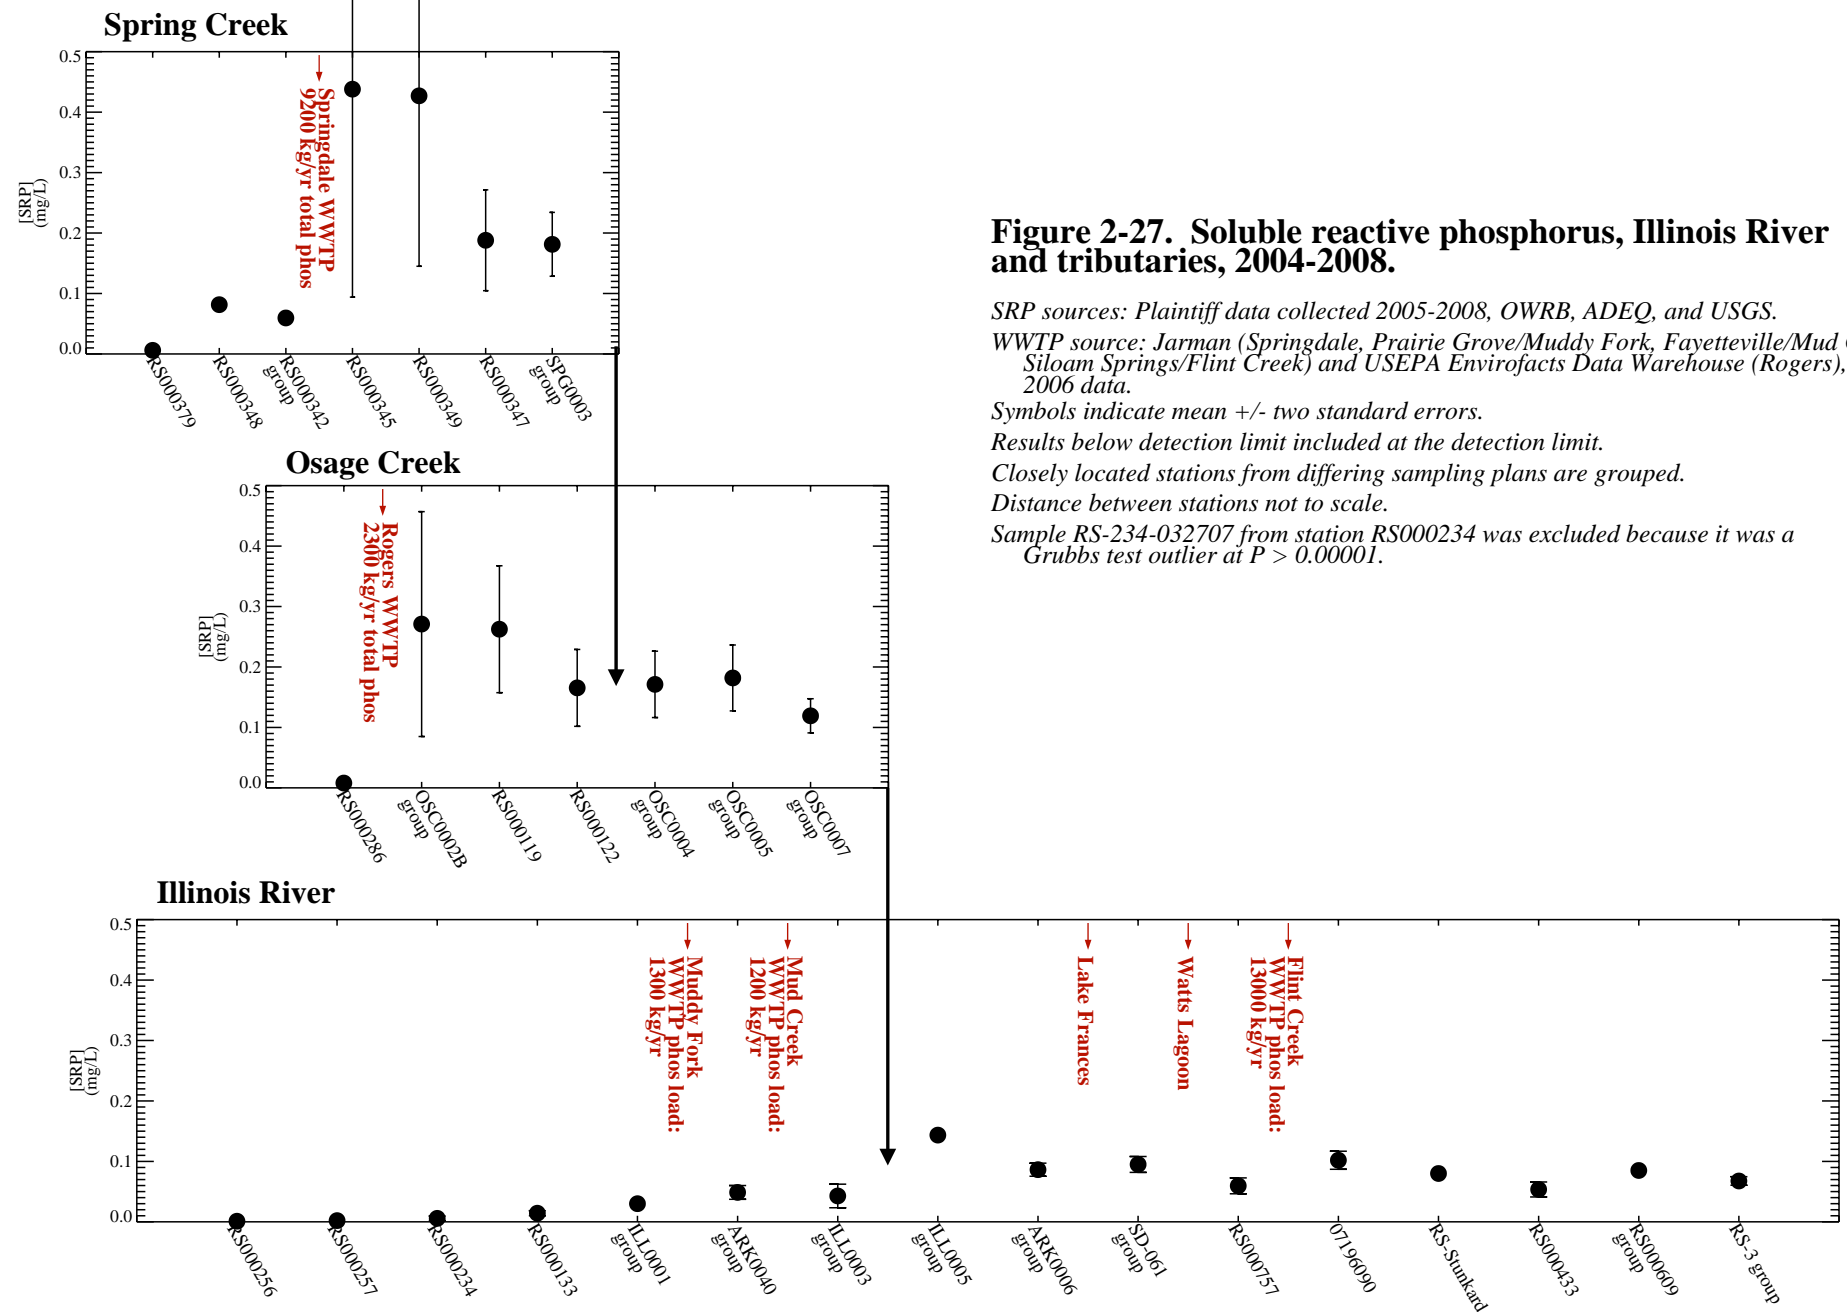 Spring Creek
0.5
0.4
0.3
0.2
0.1
0.0
[SRP]
(mg/L)
Springdale WWTP
9200 kg/yr total phos
RS000379
RS000348
RS000342
group
RS000345
RS000349
RS000347
SPG0003
group
Figure 2-27. Soluble reactive phosphorus, Illinois River
and tributaries, 2004-2008.
SRP sources: Plaintiff data collected 2005-2008, OWRB, ADEQ, and USGS.
WWTP source: Jarman (Springdale, Prairie Grove/Muddy Fork, Fayetteville/Mud
Siloam Springs/Flint Creek) and USEPA Envirofacts Data Warehouse (Rogers),
2006 data.
Symbols indicate mean +/- two standard errors.
Results below detection limit included at the detection limit.
Closely located stations from differing sampling plans are grouped.
Distance between stations not to scale.
Sample RS-234-032707 from station RS000234 was excluded because it was a
Grubbs test outlier at P > 0.00001.
Osage Creek
0.5
0.4
0.3
0.2
0.1
0.0
[SRP]
(mg/L)
Rogers WWTP
2300 kg/yr total phos
RS000286
OSC0002B
group
RS000119
RS000122
OSC0004
group
OSC0005
group
OSC0007
group
Illinois River
0.5
0.4
0.3
0.2
0.1
0.0
[SRP]
(mg/L)
Muddy Fork
WWTP phos load:
1300 kg/yr
Mud Creek
WWTP phos load:
1200 kg/yr
Lake Frances
Watts Lagoon
Flint Creek
WWTP phos load:
13000 kg/yr
RS000256
RS000257
RS000234
RS000133
ILL0001
group
ARK0040
group
ILL0003
group
ILL0005
group
ARK0006
group
SD-061
group
RS000757
07196090
RS-Stunkard
RS000433
RS000609
group
RS-3 group